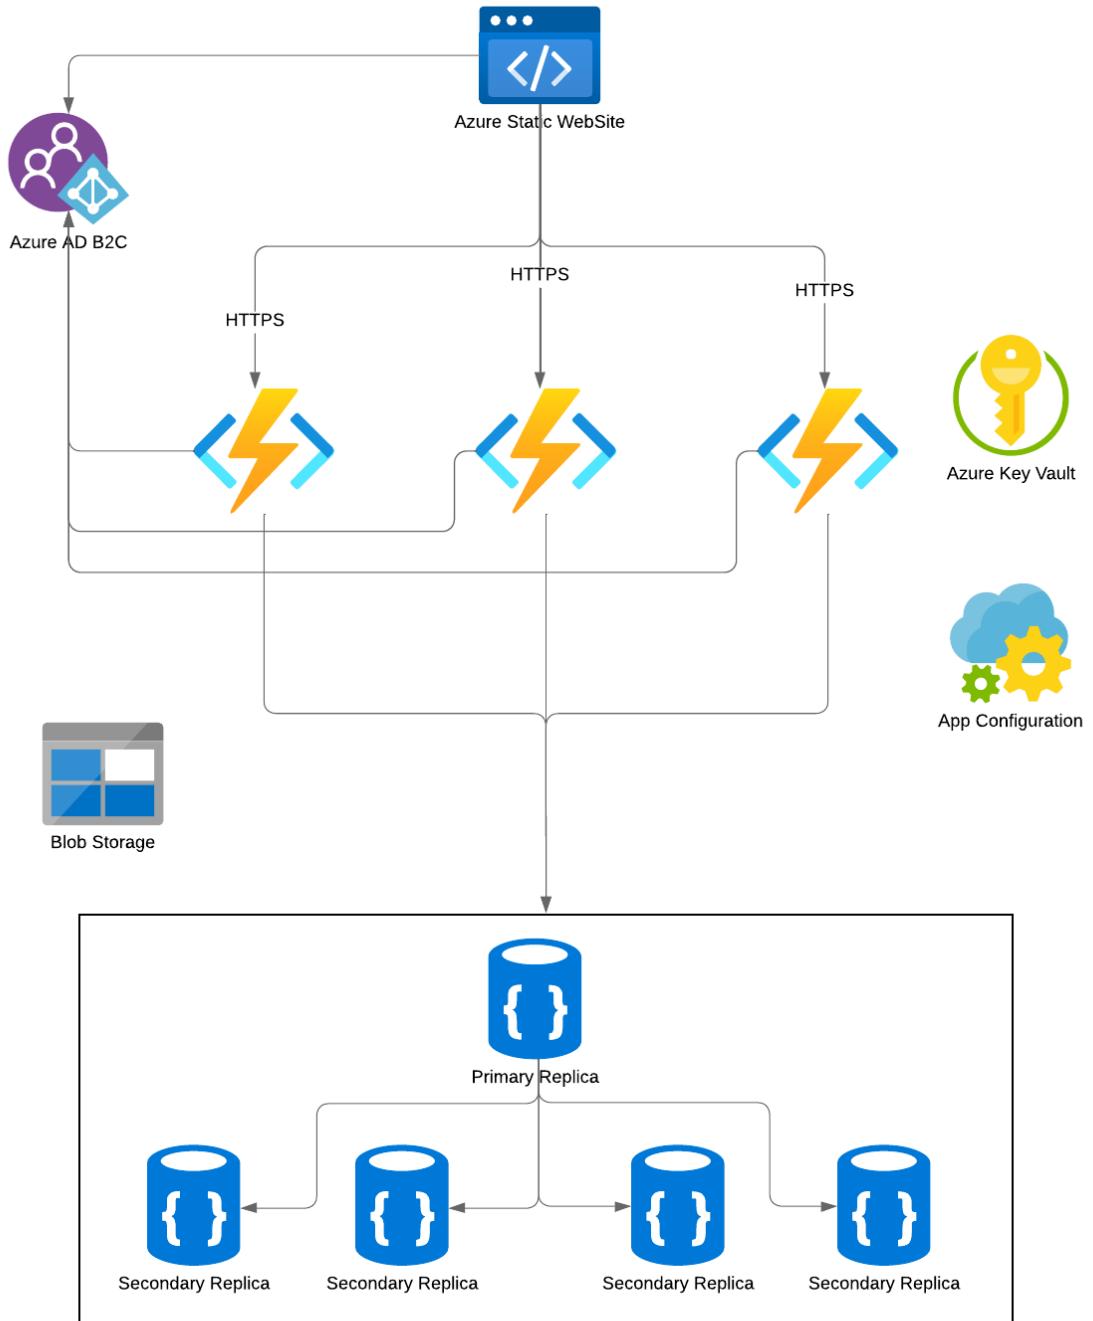 Azure Static WebSite
Azure AD B2C
HTTPS
HTTPS
HTTPS
Azure Key Vault
App Configuration
Blob Storage
Primary Replica
Secondary Replica
Secondary Replica
Secondary Replica
Secondary Replica